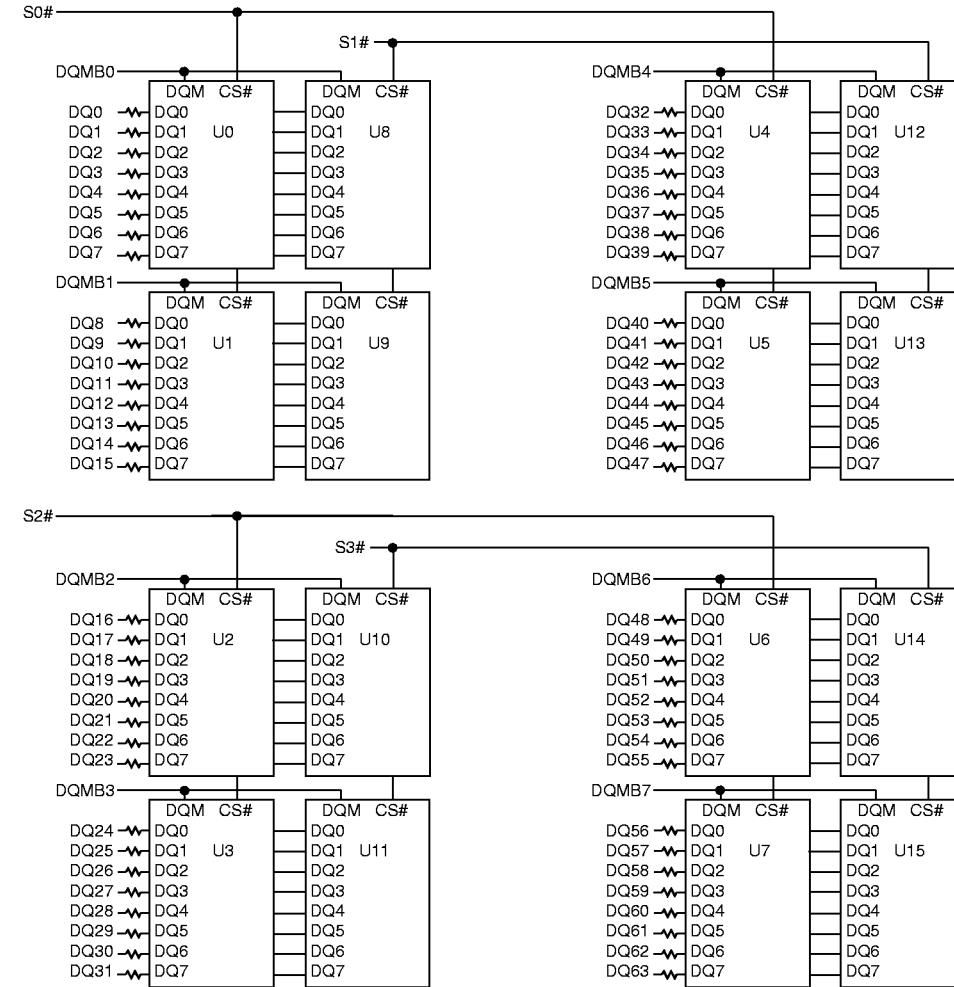 S0#
S1#
DQMB0 DQMB4
DQM CS# DQM CS# DQM CS# DQM CS#
DQ0 DQ0 DQ0 DQ32 DQ0 DQ0
DQ1 DQ1 U0 DQ1 U8 DQ33 DQ1 U4 DQ1 U12
DQ2 DQ2 DQ2 DQ34 DQ2 DQ2
DQ3 DQ3 DQ3 DQ35 DQ3 DQ3
DQ4 DQ4 DQ4 DQ36 DQ4 DQ4
DQ5 DQ5 DQ5 DQ37 DQ5 DQ5
DQ6 DQ6 DQ6 DQ38 DQ6 DQ6
DQ7 DQ7 DQ7 DQ39 DQ7 DQ7
DQMB1 DQMB5
DQM CS# DQM CS# DQM CS# DQM CS#
DQ8 DQ0 DQ0 DQ40 DQ0 DQ0
DQ9 DQ1 U1 DQ1 U9 DQ41 DQ1 U5 DQ1 U13
DQ10 DQ2 DQ2 DQ42 DQ2 DQ2
DQ11 DQ3 DQ3 DQ43 DQ3 DQ3
DQ12 DQ4 DQ4 DQ44 DQ4 DQ4
DQ13 DQ5 DQ5 DQ45 DQ5 DQ5
DQ14 DQ6 DQ6 DQ46 DQ6 DQ6
DQ15 DQ7 DQ7 DQ47 DQ7 DQ7
S2#
S3#
DQMB2 DQMB6
DQM CS# DQM CS# DQM CS# DQM CS#
DQ16 DQ0 DQ0 DQ48 DQ0 DQ0
DQ17 DQ1 U2 DQ1 U10 DQ49 DQ1 U6 DQ1 U14
DQ18 DQ2 DQ2 DQ50 DQ2 DQ2
DQ19 DQ3 DQ3 DQ51 DQ3 DQ3
DQ20 DQ4 DQ4 DQ52 DQ4 DQ4
DQ21 DQ5 DQ5 DQ53 DQ5 DQ5
DQ22 DQ6 DQ6 DQ54 DQ6 DQ6
DQ23 DQ7 DQ7 DQ55 DQ7 DQ7
DQMB3 DQMB7
DQM CS# DQM CS# DQM CS# DQM CS#
DQ24 DQ0 DQ0 DQ56 DQ0 DQ0
DQ25 DQ1 U3 DQ1 U11 DQ57 DQ1 U7 DQ1 U15
DQ26 DQ2 DQ2 DQ58 DQ2 DQ2
DQ27 DQ3 DQ3 DQ59 DQ3 DQ3
DQ28 DQ4 DQ4 DQ60 DQ4 DQ4
DQ29 DQ5 DQ5 DQ61 DQ5 DQ5
DQ30 DQ6 DQ6 DQ62 DQ6 DQ6
DQ31 DQ7 DQ7 DQ63 DQ7 DQ7